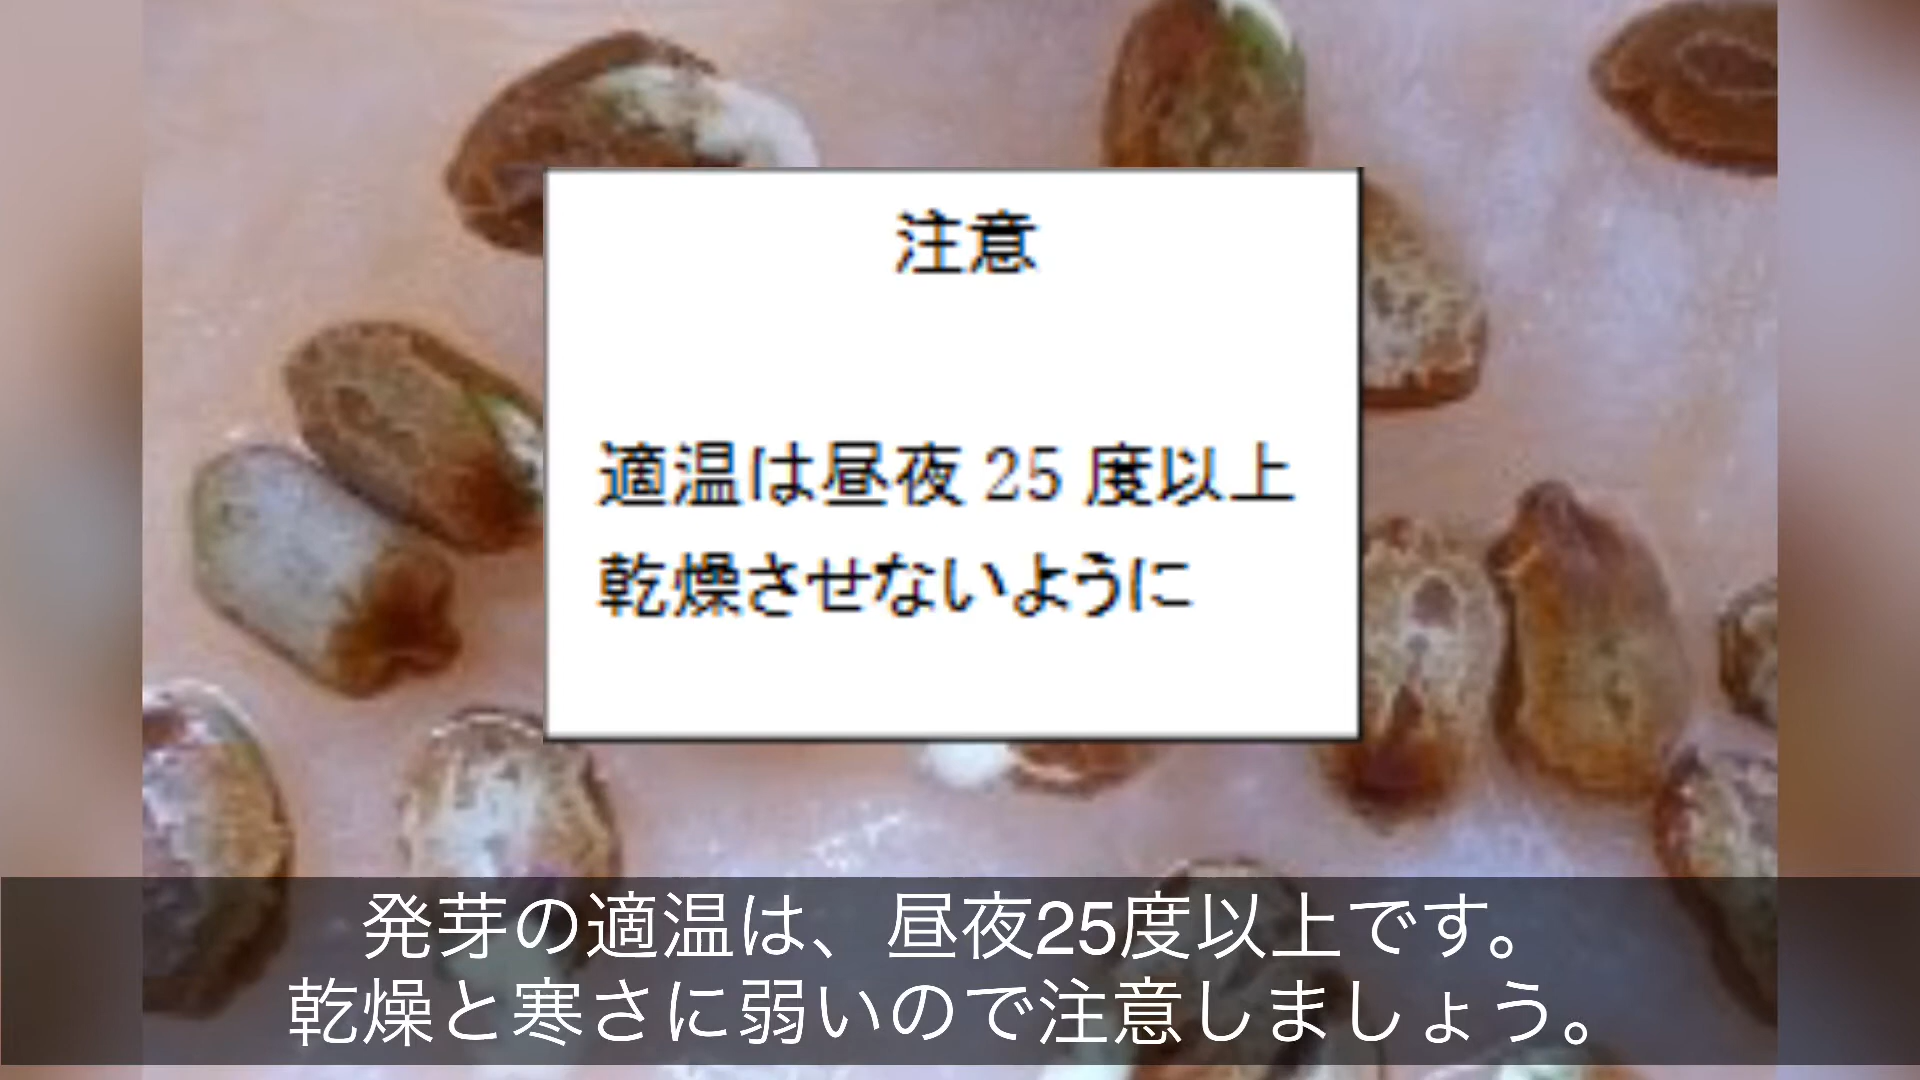 注意
適温は昼夜 25 度以上
乾燥させないように
発芽の適温は、昼夜25度以上です。
乾燥と寒さに弱いので注意しましょう。